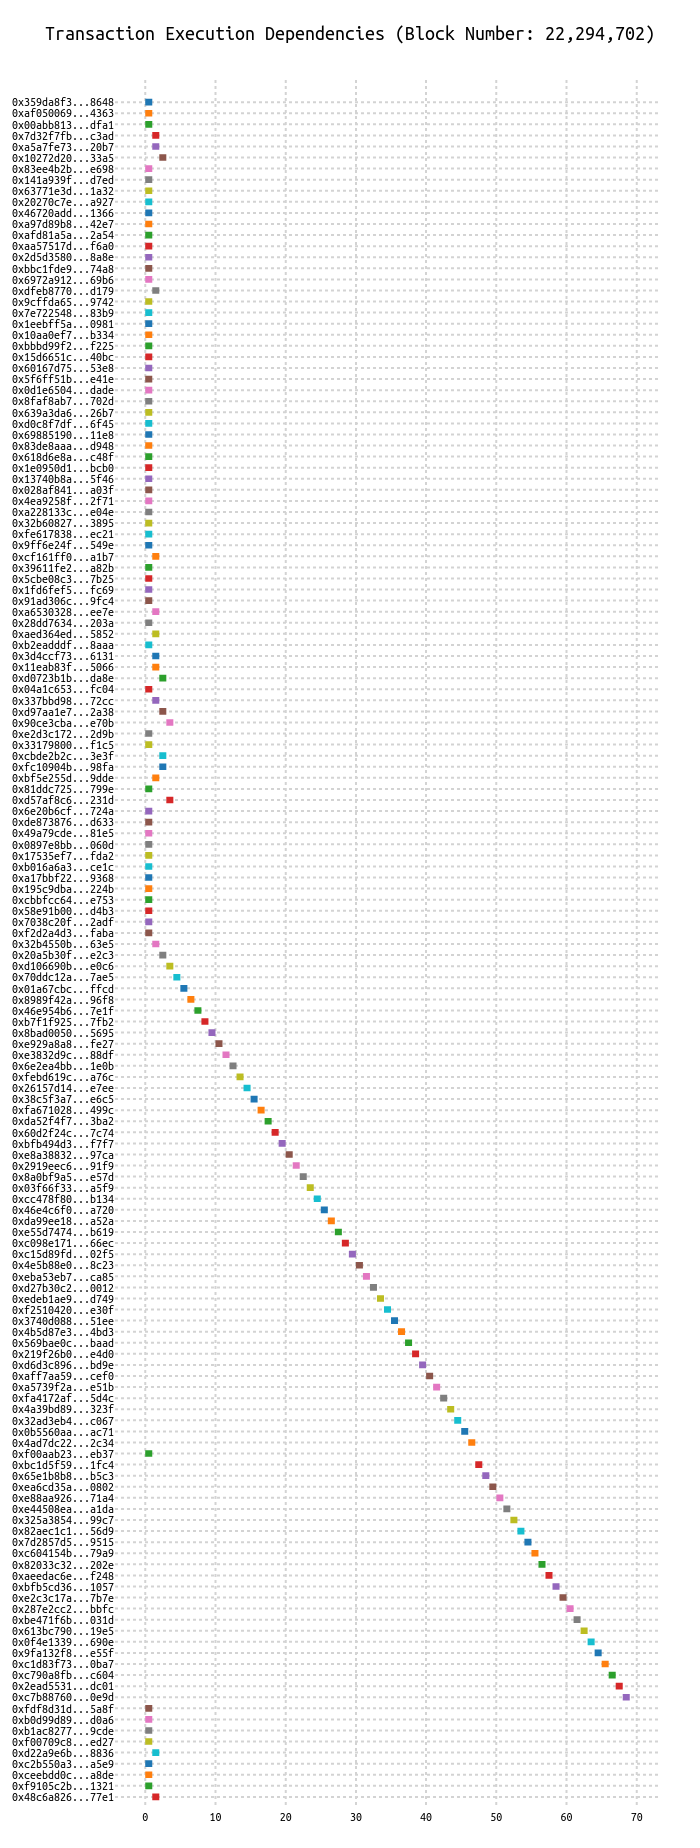 Transaction Execution Dependencies (Block Number: 22,294,702)
0x359da8f3...8648
0xaf050069...4363
0x00abb813...dfa1
0x7d32f7fb...c3ad
0xa5a7fe73...20b7
0x10272d20...33a5
0x83ee4b2b...e698
0x141a939f...d7ed
0x63771e3d...1a32
0x20270c7e...a927
0x46720add...1366
0xa97d89b8...42e7
0xafd81a5a...2a54
0xaa57517d...f6a0
0x2d5d3580...8a8e
0xbbc1fde9...74a8
0x6972a912...69b6
0xdfeb8770...d179
0x9cffda65...9742
0x7e722548...83b9
0x1eebff5a...0981
0x10aa0ef7...b334
0xbbbd99f2...f225
0x15d6651c...40bc
0x60167d75...53e8
0x5f6ff51b...e41e
0x0d1e6504...dade
0x8faf8ab7...702d
0x639a3da6...26b7
0xd0c8f7df...6f45
0x69885190...11e8
0x83de8aaa...d948
0x618d6e8a...c48f
0x1e0950d1...bcb0
0x13740b8a...5f46
0x028af841...a03f
0x4ea9258f...2f71
0xa228133c...e04e
0x32b60827...3895
0xfe617838...ec21
0x9ff6e24f...549e
0xcf161ff0...a1b7
0x39611fe2...a82b
0x5cbe08c3...7b25
0x1fd6fef5...fc69
0x91ad306c...9fc4
0xa6530328...ee7e
0x28dd7634...203a
0xaed364ed...5852
0xb2eadddf...8aaa
0x3d4ccf73...6131
0x11eab83f...5066
0xd0723b1b...da8e
0x04a1c653...fc04
0x337bbd98...72cc
0xd97aa1e7...2a38
0x90ce3cba...e70b
0xe2d3c172...2d9b
0x33179800...f1c5
0xcbde2b2c...3e3f
0xfc10904b...98fa
0xbf5e255d...9dde
0x81ddc725...799e
0xd57af8c6...231d
0x6e20b6cf...724a
0xde873876...d633
0x49a79cde...81e5
0x0897e8bb...060d
0x17535ef7...fda2
0xb016a6a3...ce1c
0xa17bbf22...9368
0x195c9dba...224b
0xcbbfcc64...e753
0x58e91b00...d4b3
0x7038c20f...2adf
0xf2d2a4d3...faba
0x32b4550b...63e5
0x20a5b30f...e2c3
0xd106690b...e0c6
0x70ddc12a...7ae5
0x01a67cbc...ffcd
0x8989f42a...96f8
0x46e954b6...7e1f
0xb7f1f925...7fb2
0x8bad0050...5695
0xe929a8a8...fe27
0xe3832d9c...88df
0x6e2ea4bb...1e0b
0xfebd619c...a76c
0x26157d14...e7ee
0x38c5f3a7...e6c5
0xfa671028...499c
0xda52f4f7...3ba2
0x60d2f24c...7c74
0xbfb494d3...f7f7
0xe8a38832...97ca
0x2919eec6...91f9
0x8a0bf9a5...e57d
0x03f66f33...a5f9
0xcc478f80...b134
0x46e4c6f0...a720
0xda99ee18...a52a
0xe55d7474...b619
0xc098e171...66ec
0xc15d89fd...02f5
0x4e5b88e0...8c23
0xeba53eb7...ca85
0xd27b30c2...0012
0xedeb1ae9...d749
0xf2510420...e30f
0x3740d088...51ee
0x4b5d87e3...4bd3
0x569bae0c...baad
0x219f26b0...e4d0
0xd6d3c896...bd9e
0xaff7aa59...cef0
0xa5739f2a...e51b
0xfa4172af...5d4c
0x4a39bd89...323f
0x32ad3eb4...c067
0x0b5560aa...ac71
0x4ad7dc22...2c34
0xf00aab23...eb37
0xbc1d5f59...1fc4
0x65e1b8b8...b5c3
0xea6cd35a...0802
0xe88aa926...71a4
0xe44508ea...a1da
0x325a3854...99c7
0x82aec1c1...56d9
0x7d2857d5...9515
0xc604154b...79a9
0x82033c32...202e
0xaeedac6e...f248
0xbfb5cd36...1057
0xe2c3c17a...7b7e
0x287e2cc2...bbfc
0xbe471f6b...031d
0x613bc790...19e5
0x0f4e1339...690e
0x9fa132f8...e55f
0xc1d83f73...0ba7
0xc790a8fb...c604
0x2ead5531...dc01
0xc7b88760...0e9d
0xfdf8d31d...5a8f
0xb0d99d89...d0a6
0xb1ac8277...9cde
0xf00709c8...ed27
0xd22a9e6b...8836
0xc2b550a3...a5e9
0xceebdd0c...a8de
0xf9105c2b...1321
0x48c6a826...77e1
0 10 20 30 40 50 60 70